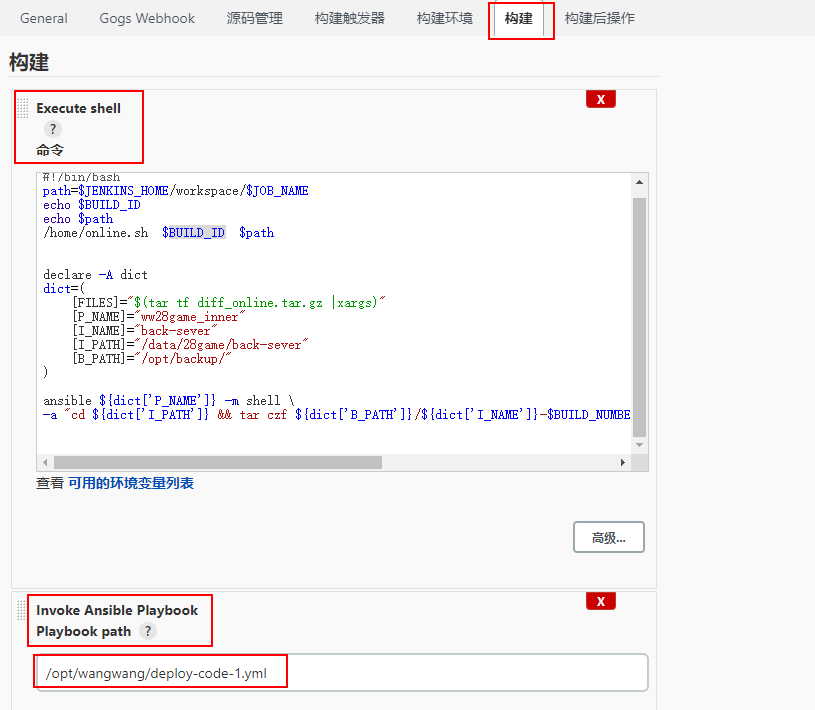 General Gogs Webhook 源码管理 构建触发器 构建环境 构建 构建后操作
构建
X
Execute shell
?
命令
#!/bin/bash
path=$JENKINS_HOME/workspace/$JOB_NAME
echo $BUILD_ID
echo $path
/home/online.sh  $BUILD_ID  $path
declare -A dict
dict=(
    [FILES]="$(tar tf diff_online.tar.gz |xargs)"
    [P_NAME]="ww28game_inner"
    [I_NAME]="back-sever"
    [I_PATH]="/data/28game/back-sever"
    [B_PATH]="/opt/backup/"
)
ansible ${dict['P_NAME']} -m shell \
-a "cd ${dict['I_PATH']} && tar czf ${dict['B_PATH']}/${dict['I_NAME']}-$BUILD_NUMBE
查看 可用的环境变量列表
高级...
X
Invoke Ansible Playbook
Playbook path ?
/opt/wangwang/deploy-code-1.yml